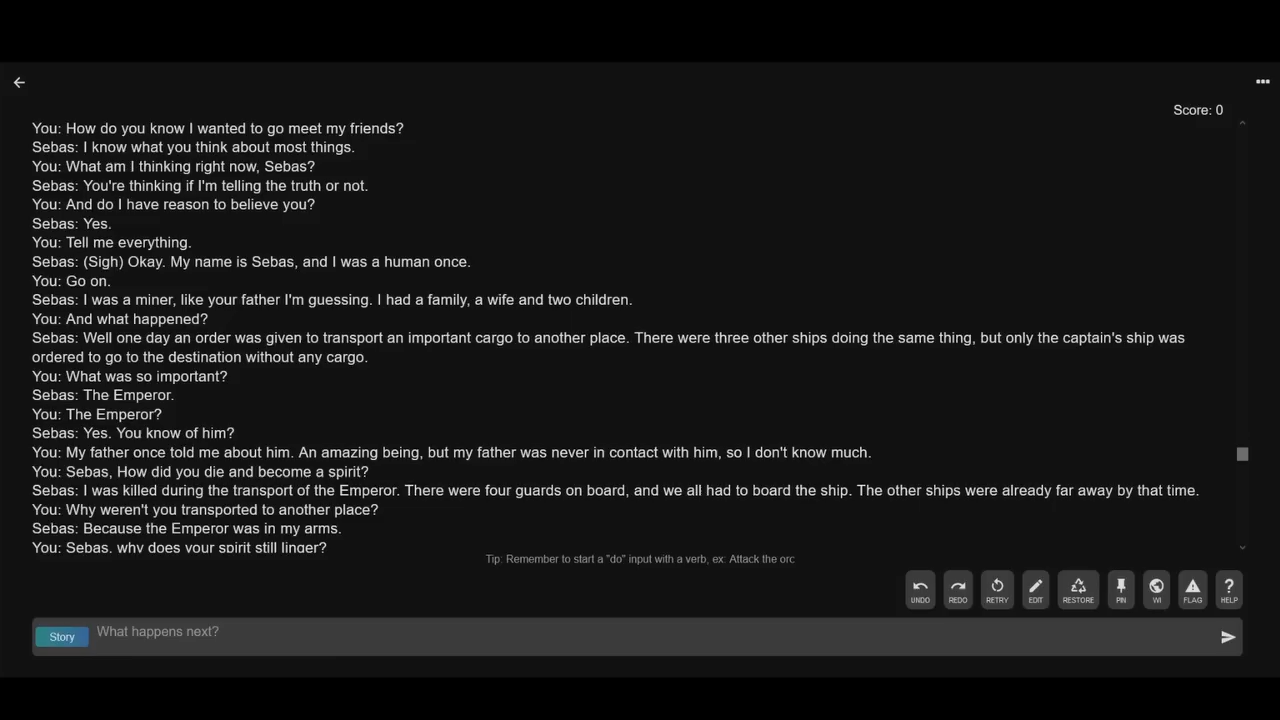 Score: 0
You: How do you know I wanted to go meet my friends?
Sebas: I know what you think about most things.
You: What am I thinking right now, Sebas?
Sebas: You're thinking if I'm telling the truth or not.
You: And do I have reason to believe you?
Sebas: Yes.
You: Tell me everything.
Sebas: (Sigh) Okay. My name is Sebas, and I was a human once.
You: Go on.
Sebas: I was a miner, like your father I'm guessing. I had a family, a wife and two children.
You: And what happened?
Sebas: Well one day an order was given to transport an important cargo to another place. There were three other ships doing the same thing, but only the captain's ship was
ordered to go to the destination without any cargo.
You: What was so important?
Sebas: The Emperor.
You: The Emperor?
Sebas: Yes. You know of him?
You: My father once told me about him. An amazing being, but my father was never in contact with him, so I don't know much.
You: Sebas, How did you die and become a spirit?
Sebas: I was killed during the transport of the Emperor. There were four guards on board, and we all had to board the ship. The other ships were already far away by that time.
You: Why weren't you transported to another place?
Sebas: Because the Emperor was in my arms.
You: Sebas, why does your spirit still linger?
Tip: Remember to start a "do" input with a verb, ex: Attack the orc
UNDO REDO RETRY EDIT RESTORE PIN WI FLAG HELP
Story What happens next?